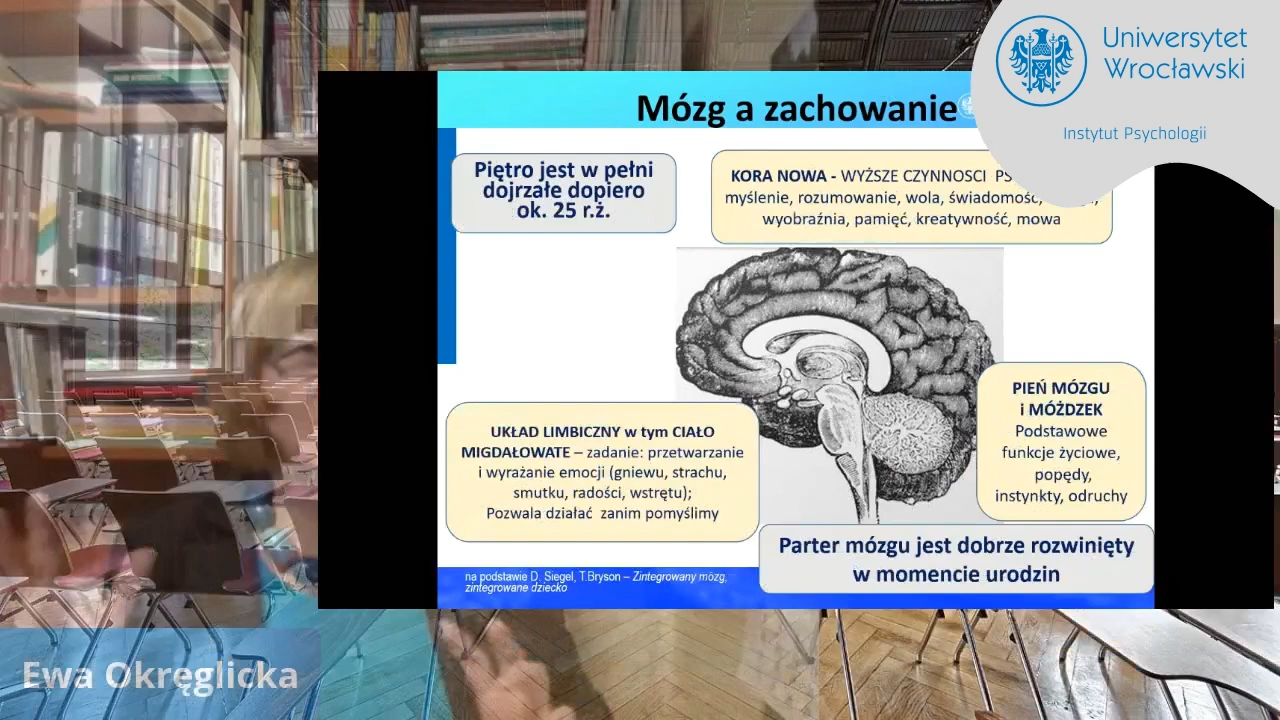 Uniwersytet
Wrocławski
Instytut Psychologii
Mózg a zachowanie
Piętro jest w pełni
dojrzałe dopiero
ok. 25 r.ż.
KORA NOWA - WYŻSZE CZYNNOSCI PS
myślenie, rozumowanie, wola, świadomość,
wyobraźnia, pamięć, kreatywność, mowa
UKŁAD LIMBICZNY w tym CIAŁO
MIGDAŁOWATE – zadanie: przetwarzanie
i wyrażanie emocji (gniewu, strachu,
smutku, radości, wstrętu);
Pozwala działać zanim pomyślimy
PIEŃ MÓZGU
i MÓŻDZEK
Podstawowe
funkcje życiowe,
popędy,
instynkty, odruchy
Parter mózgu jest dobrze rozwinięty
w momencie urodzin
na podstawie D. Siegel, T.Bryson – Zintegrowany mózg,
zintegrowane dziecko
Ewa Okręglicka